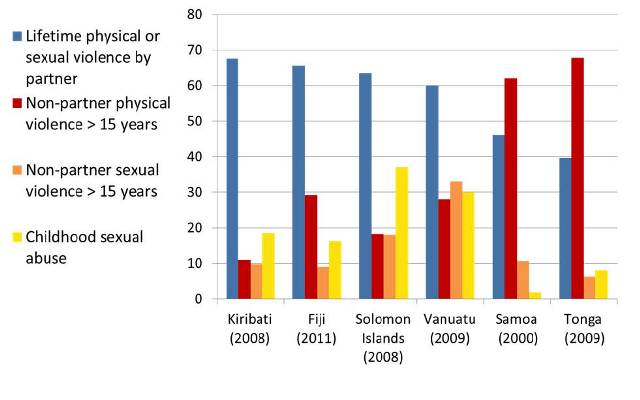 Lifetime physical or
sexual violence by
partner
Non-partner physical
violence > 15 years
Non-partner sexual
violence > 15 years
Childhood sexual
abuse
80
70
60
50
40
30
20
10
0
Kiribati
(2008)
Fiji
(2011)
Solomon
Islands
(2008)
Vanuatu
(2009)
Samoa
(2000)
Tonga
(2009)